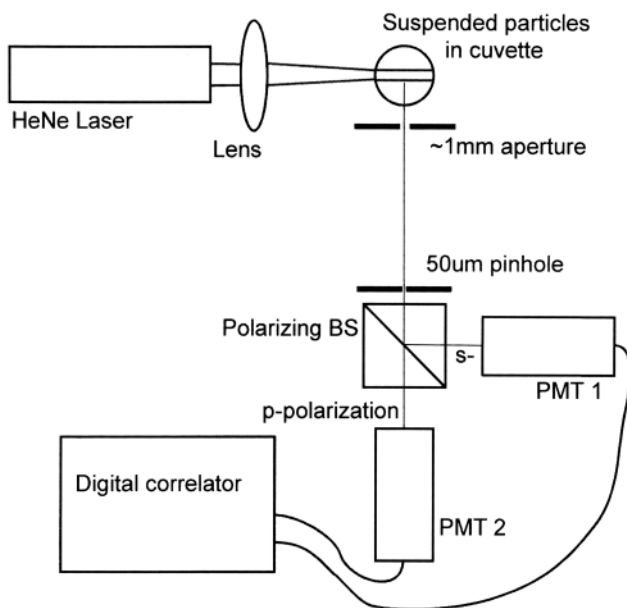 Suspended particles
in cuvette
HeNe Laser
Lens
~1mm aperture
50um pinhole
Polarizing BS
s-
PMT 1
p-polarization
Digital correlator
PMT 2